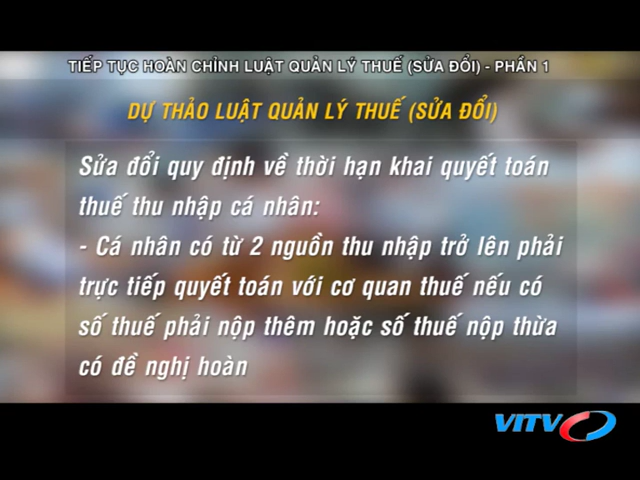 TIẾP TỤC HOÀN CHỈNH LUẬT QUẢN LÝ THUẾ (SỬA ĐỔI) - PHẦN 1
DỰ THẢO LUẬT QUẢN LÝ THUẾ (SỬA ĐỔI)
Sửa đổi quy định về thời hạn khai quyết toán
thuế thu nhập cá nhân:
- Cá nhân có từ 2 nguồn thu nhập trở lên phải
trực tiếp quyết toán với cơ quan thuế nếu có
số thuế phải nộp thêm hoặc số thuế nộp thừa
có đề nghị hoàn
VITV